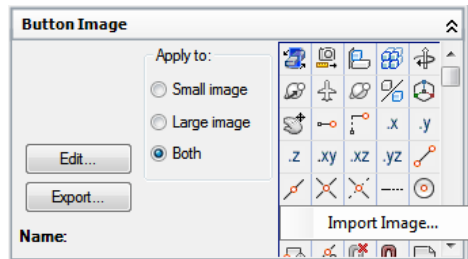 Button Image
Apply to:
Small image
Large image
Both
Edit...
Export...
Name:
.X .y
.Z .XY .XZ .YZ
Import Image...